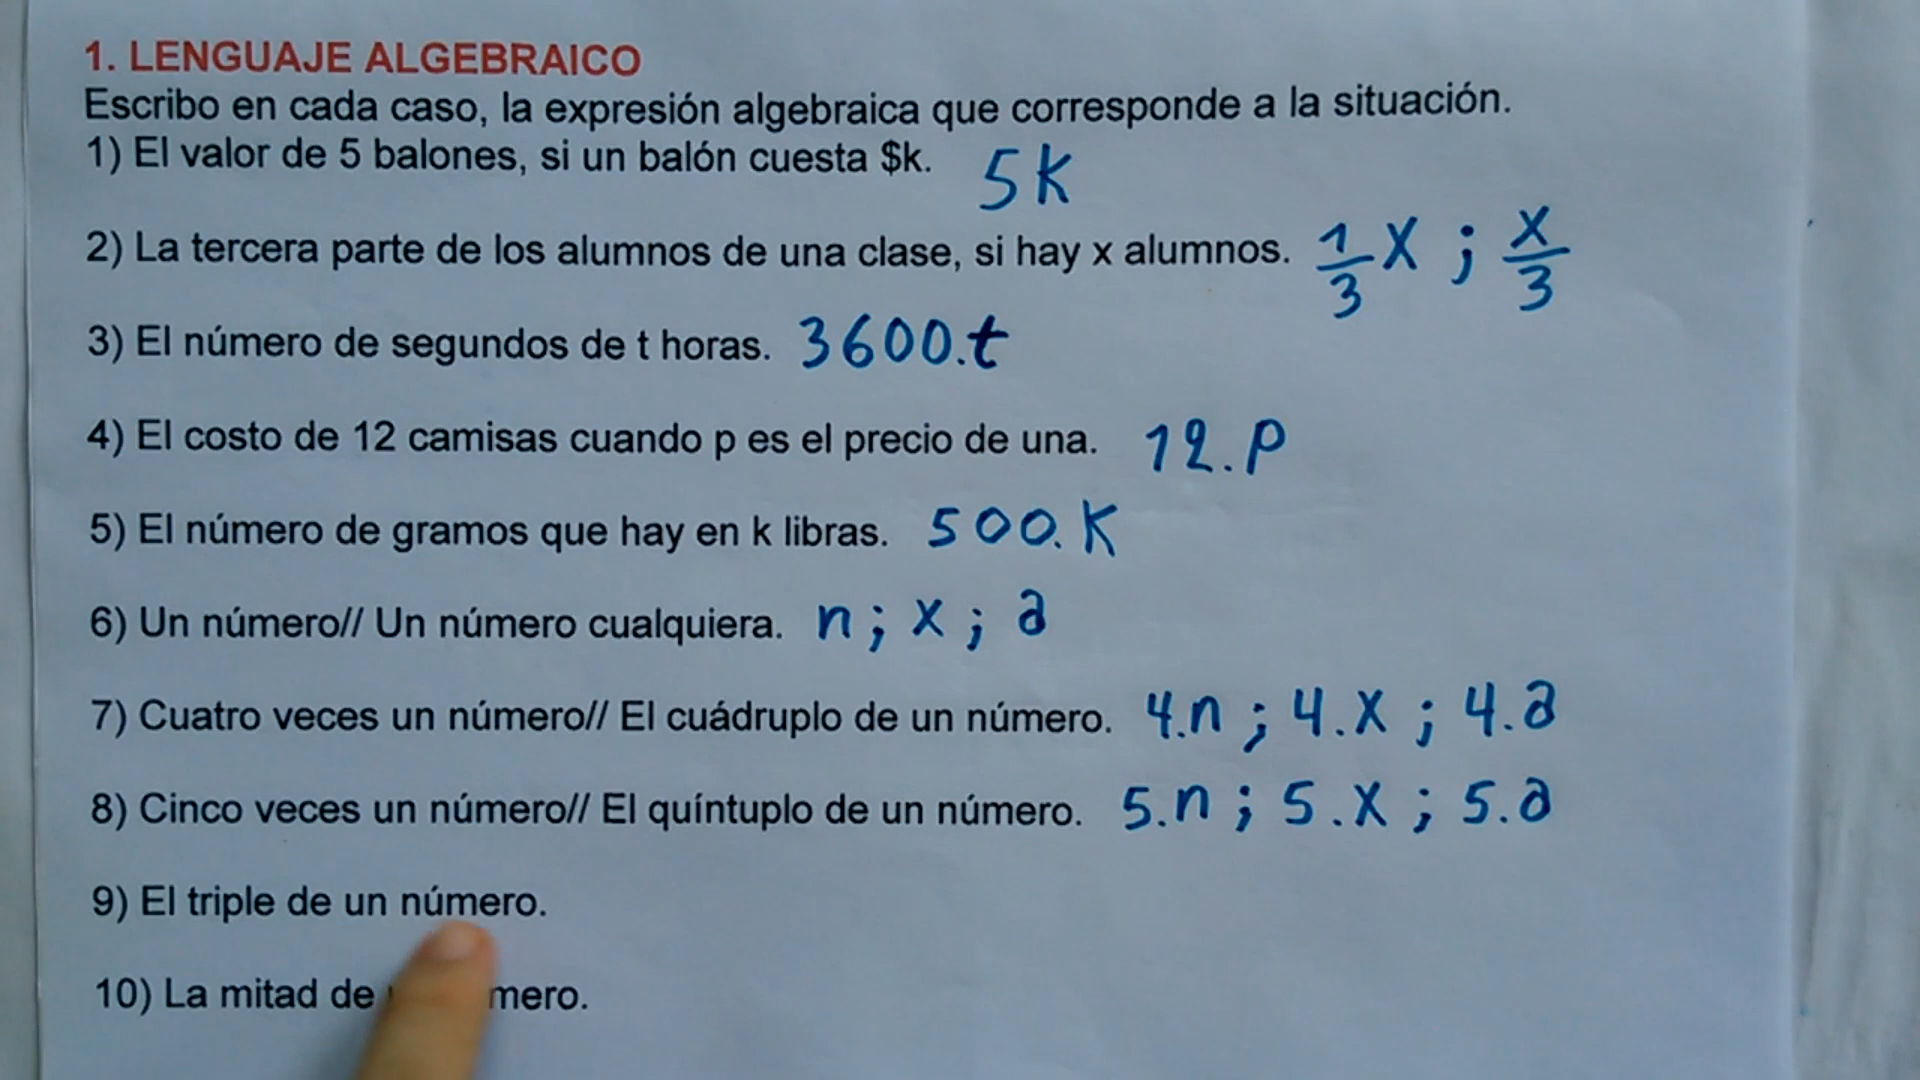 1. LENGUAJE ALGEBRAICO
Escribo en cada caso, la expresión algebraica que corresponde a la situación.
1) El valor de 5 balones, si un balón cuesta $k. 5k
2) La tercera parte de los alumnos de una clase, si hay x alumnos. 1/3 x ; x/3
3) El número de segundos de t horas. 3600.t
4) El costo de 12 camisas cuando p es el precio de una. 12.p
5) El número de gramos que hay en k libras. 500.k
6) Un número// Un número cualquiera. n ; x ; a
7) Cuatro veces un número// El cuádruplo de un número. 4.n ; 4.x ; 4.a
8) Cinco veces un número// El quíntuplo de un número. 5.n ; 5.x ; 5.a
9) El triple de un número.
10) La mitad de mero.